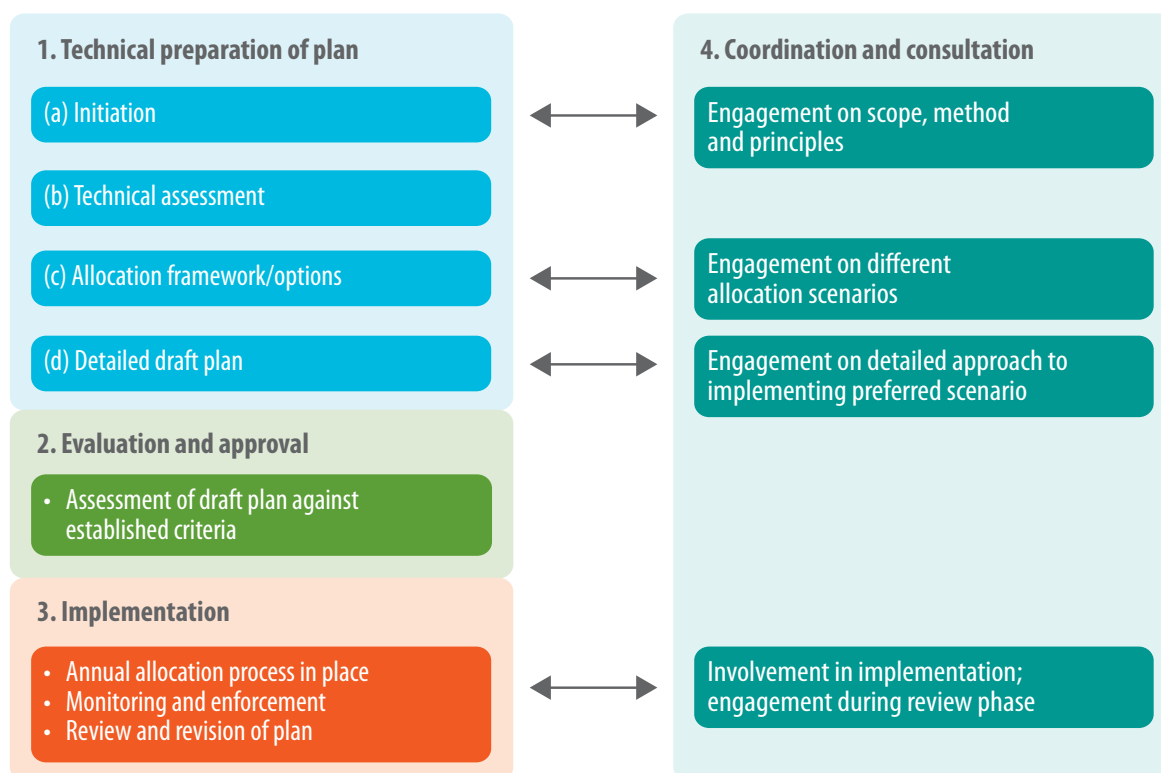 1. Technical preparation of plan
(a) Initiation
(b) Technical assessment
(c) Allocation framework/options
(d) Detailed draft plan
2. Evaluation and approval
• Assessment of draft plan against
established criteria
3. Implementation
• Annual allocation process in place
• Monitoring and enforcement
• Review and revision of plan
4. Coordination and consultation
Engagement on scope, method
and principles
Engagement on different
allocation scenarios
Engagement on detailed approach to
implementing preferred scenario
Involvement in implementation;
engagement during review phase